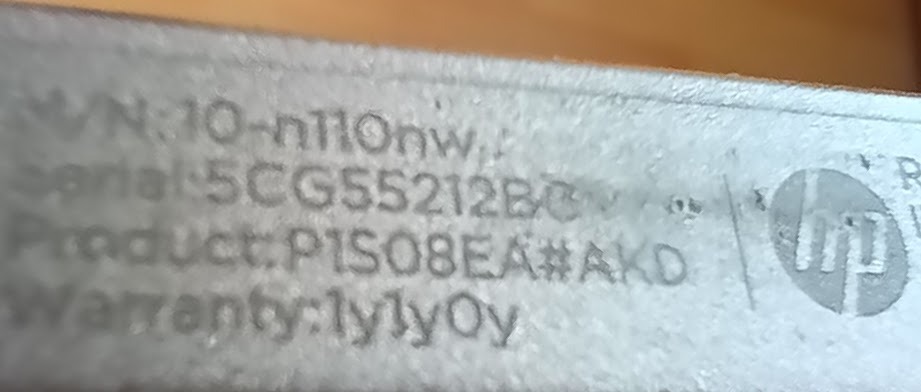 M/N:10-n110nw
Serial:5CG55212B
Product:P1S08EA#AKD
Warranty:1y1y0y
hp